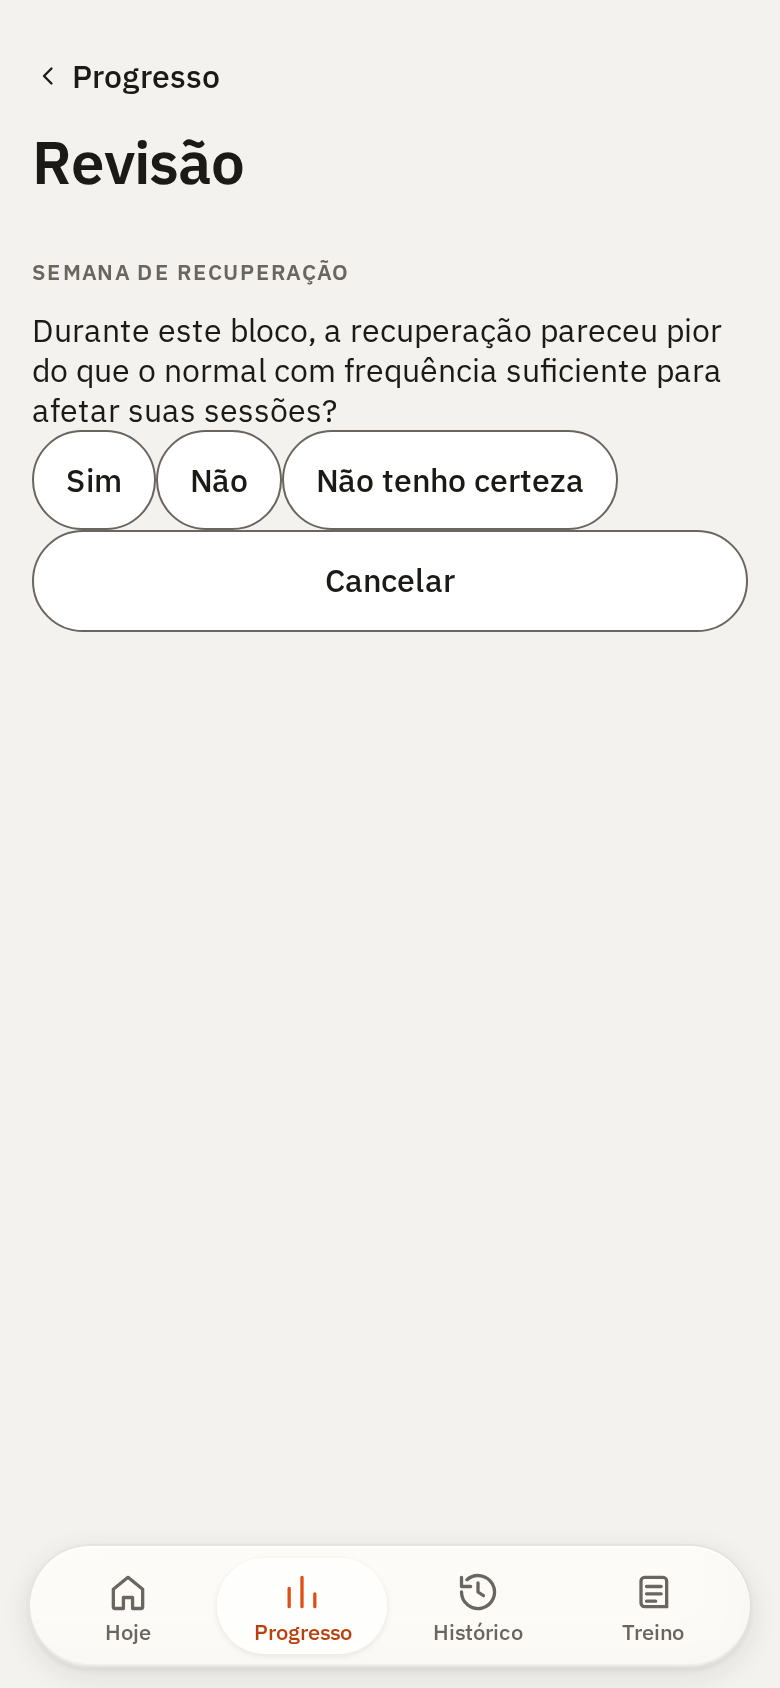 Progresso
Revisão
SEMANA DE RECUPERAÇÃO
Durante este bloco, a recuperação pareceu pior
do que o normal com frequência suficiente para
afetar suas sessões?
Sim Não Não tenho certeza
Cancelar
Hoje Progresso Histórico Treino